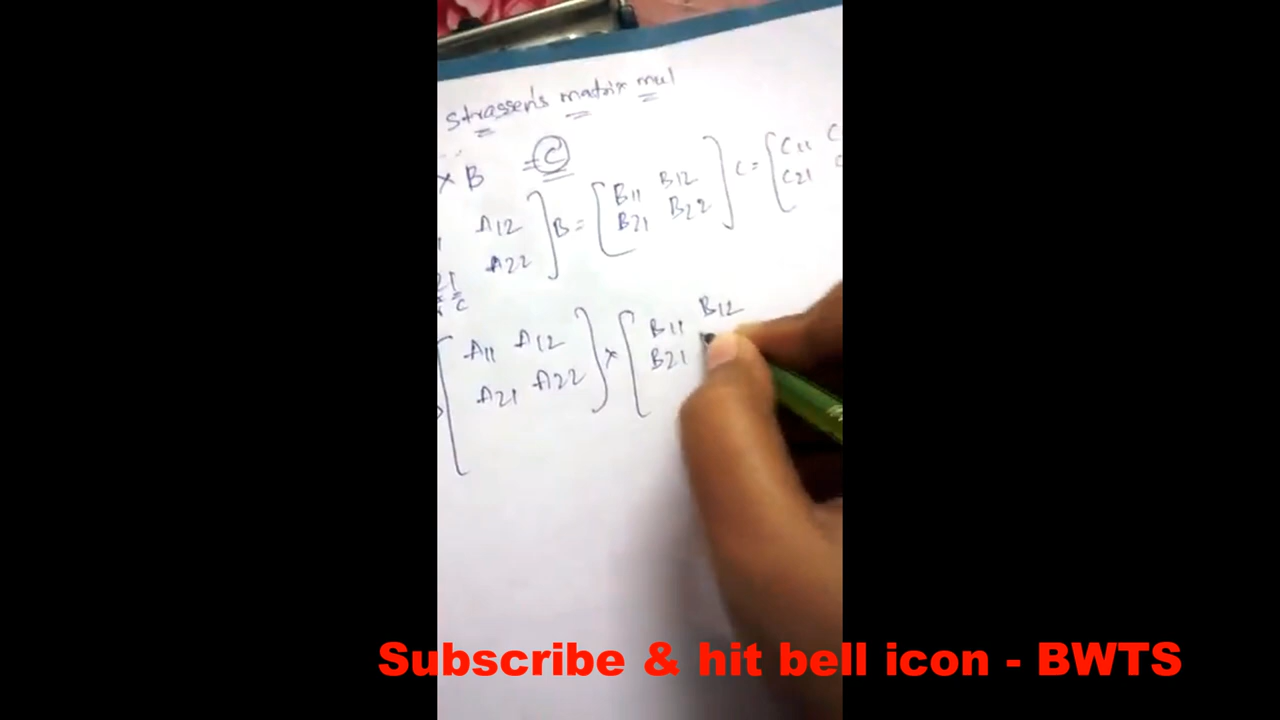 Strassen's matrix mul
× B = C
A12 ] B = [ B11 B12 ] C = [ C11 C
A22 B21 B22 C21
21
C
[ A11 A12 ] × [ B11 B12
A21 A22 B21
Subscribe & hit bell icon - BWTS